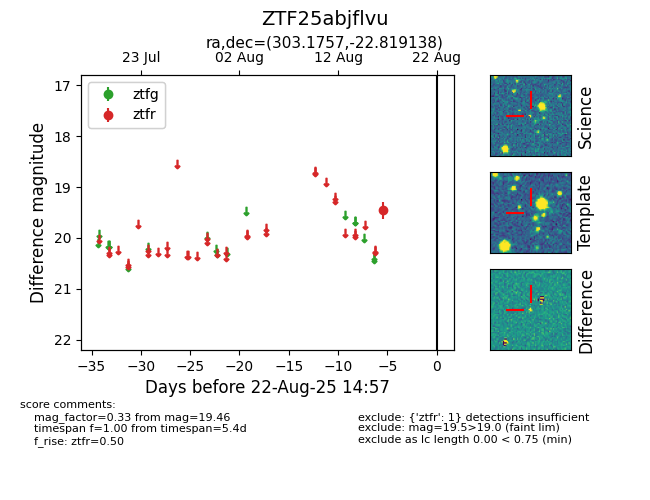 ZTF25abjflvu
ra,dec=(303.1757,-22.819138)
23 Jul
02 Aug
12 Aug
22 Aug
17
18
19
20
21
22
Difference magnitude
ztfg
ztfr
−35
−30
−25
−20
−15
−10
−5
0
Days before 22-Aug-25 14:57
Science
Template
Difference
score comments:
mag_factor=0.33 from mag=19.46
timespan f=1.00 from timespan=5.4d
f_rise: ztfr=0.50
exclude: {'ztfr': 1} detections insufficient
exclude: mag=19.5>19.0 (faint lim)
exclude as lc length 0.00 < 0.75 (min)